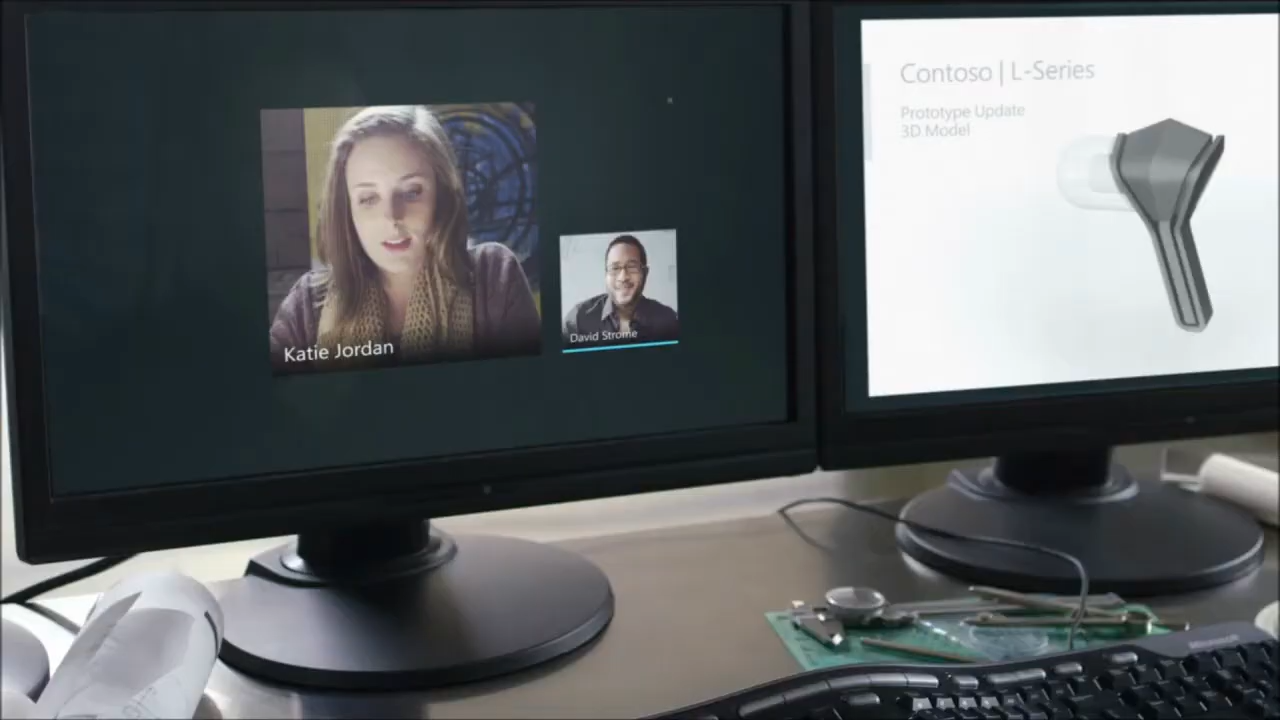 Katie Jordan
David Strome
Contoso | L-Series
Prototype Update
3D Model